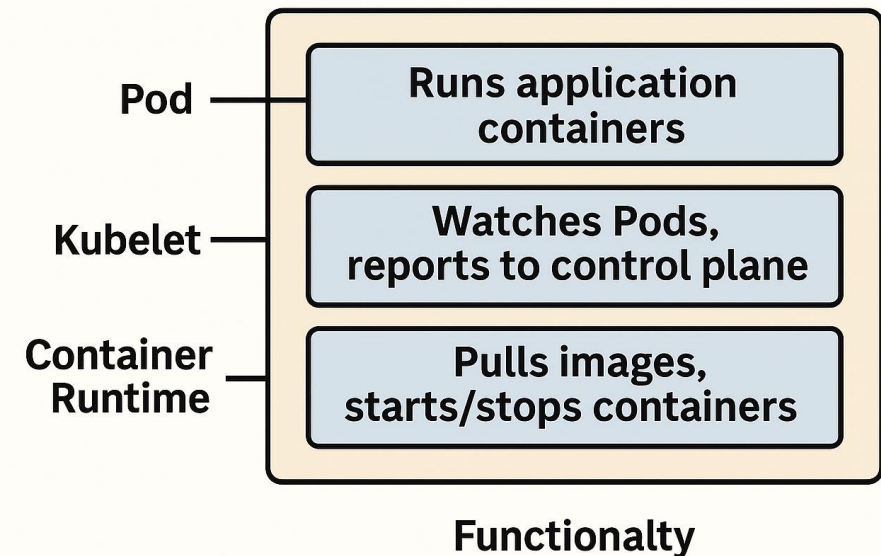 Pod
Runs application
containers
Kubelet
Watches Pods,
reports to control plane
Container
Runtime
Pulls images,
starts/stops containers
Functionalty